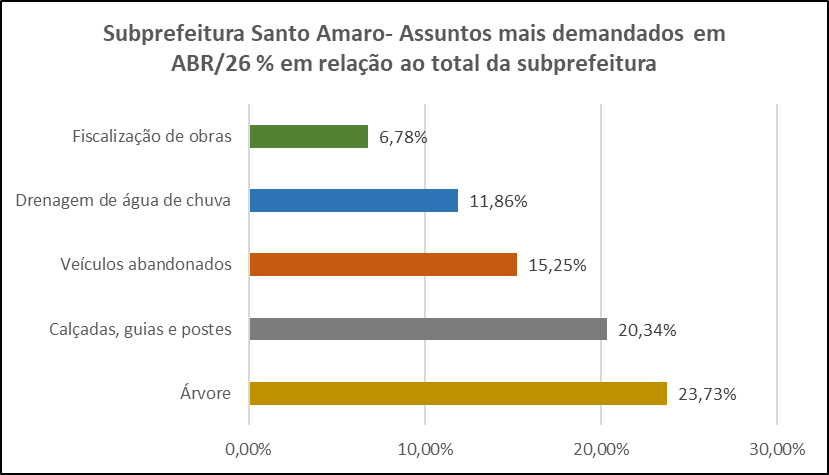 Subprefeitura Santo Amaro- Assuntos mais demandados em
ABR/26 % em relação ao total da subprefeitura
Fiscalização de obras
6,78%
Drenagem de água de chuva
11,86%
Veículos abandonados
15,25%
Calçadas, guias e postes
20,34%
Árvore
23,73%
0,00%
10,00%
20,00%
30,00%